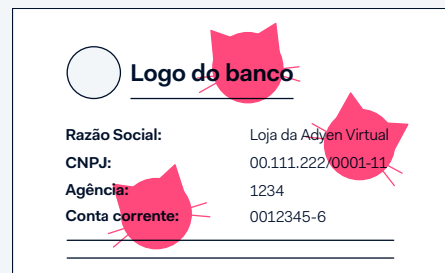 Logo do banco
Razão Social: Loja da Adyen Virtual
CNPJ: 00.111.222/0001-11
Agência: 1234
Conta corrente: 0012345-6